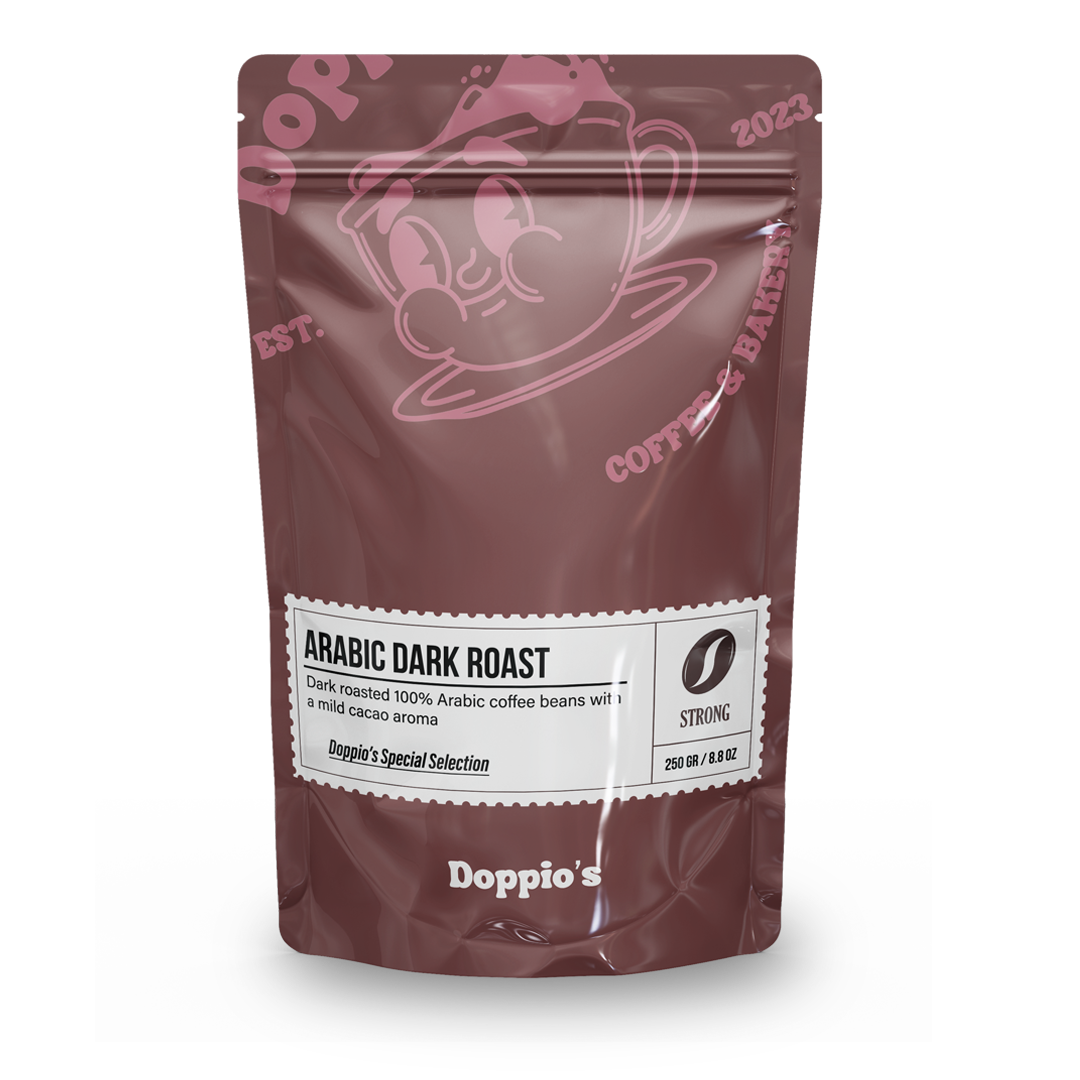 Dopp
2023
EST.
COFFEE & BAKERY
ARABIC DARK ROAST
Dark roasted 100% Arabic coffee beans with
a mild cacao aroma
Doppio's Special Selection
STRONG
250 GR / 8.8 OZ
Doppio's